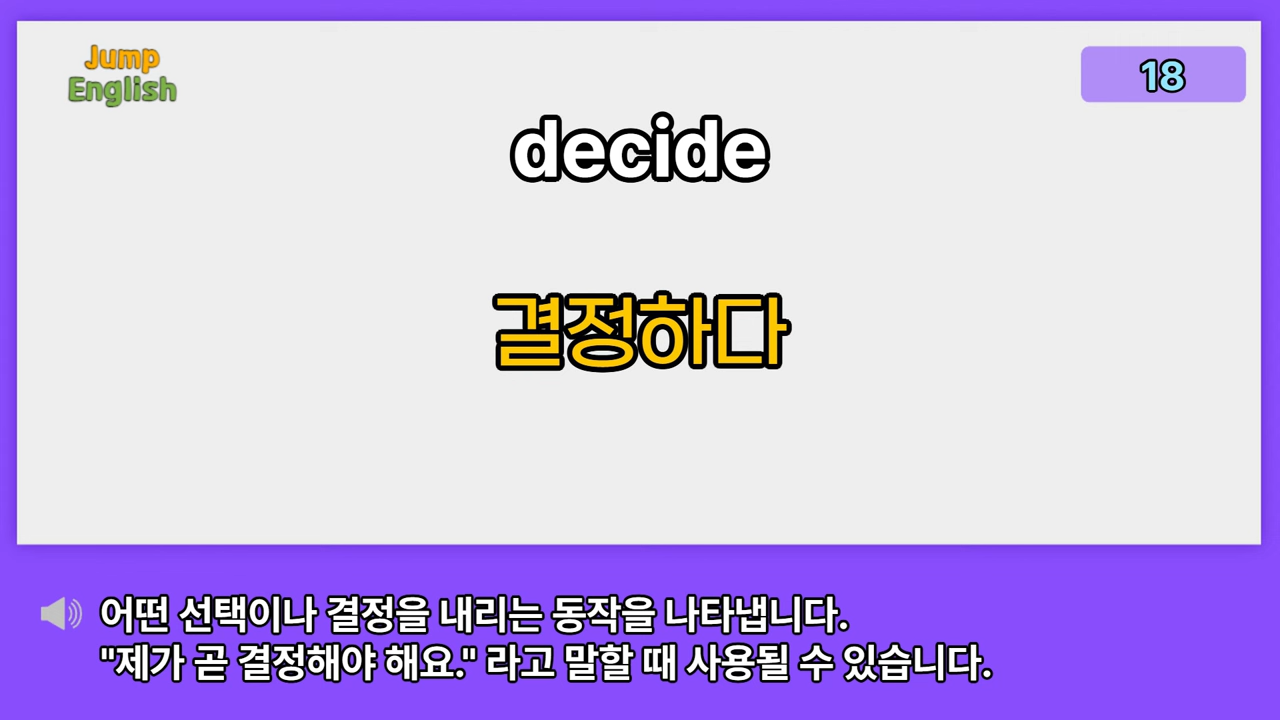 Jump
English
18
decide
결정하다
어떤 선택이나 결정을 내리는 동작을 나타냅니다.
"제가 곧 결정해야 해요." 라고 말할 때 사용될 수 있습니다.